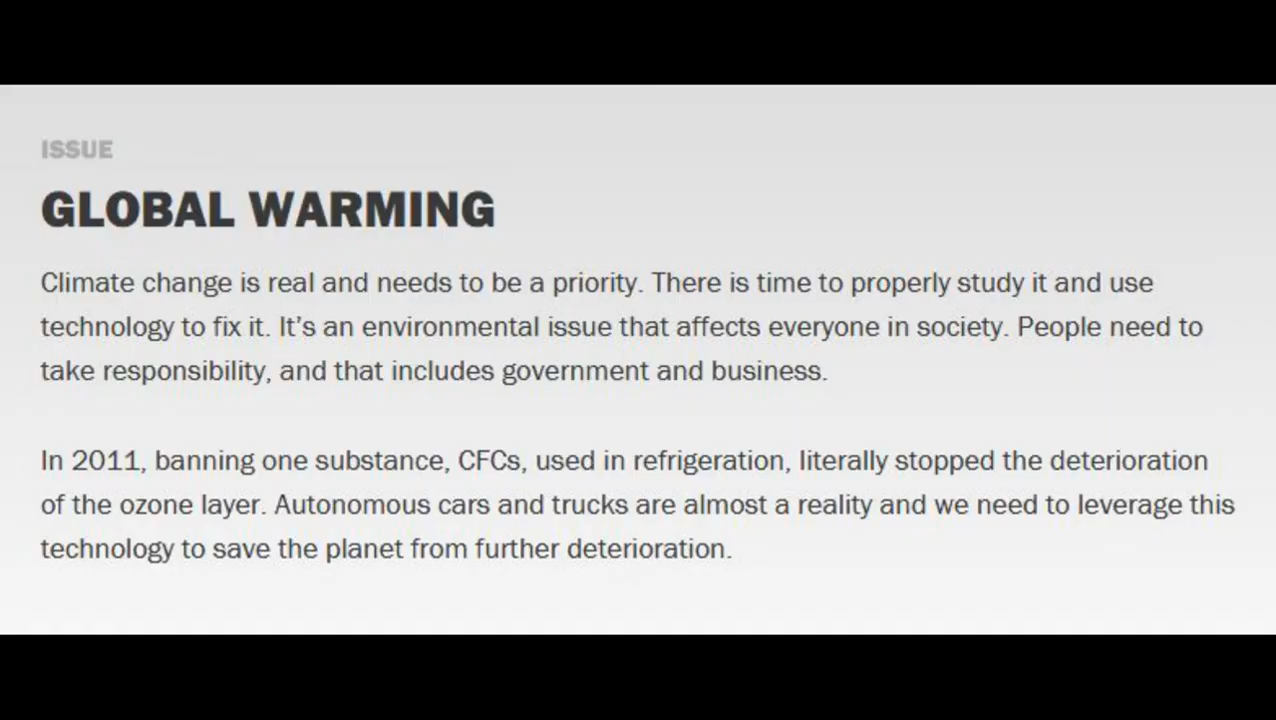 ISSUE
GLOBAL WARMING
Climate change is real and needs to be a priority. There is time to properly study it and use
technology to fix it. It’s an environmental issue that affects everyone in society. People need to
take responsibility, and that includes government and business.
In 2011, banning one substance, CFCs, used in refrigeration, literally stopped the deterioration
of the ozone layer. Autonomous cars and trucks are almost a reality and we need to leverage this
technology to save the planet from further deterioration.